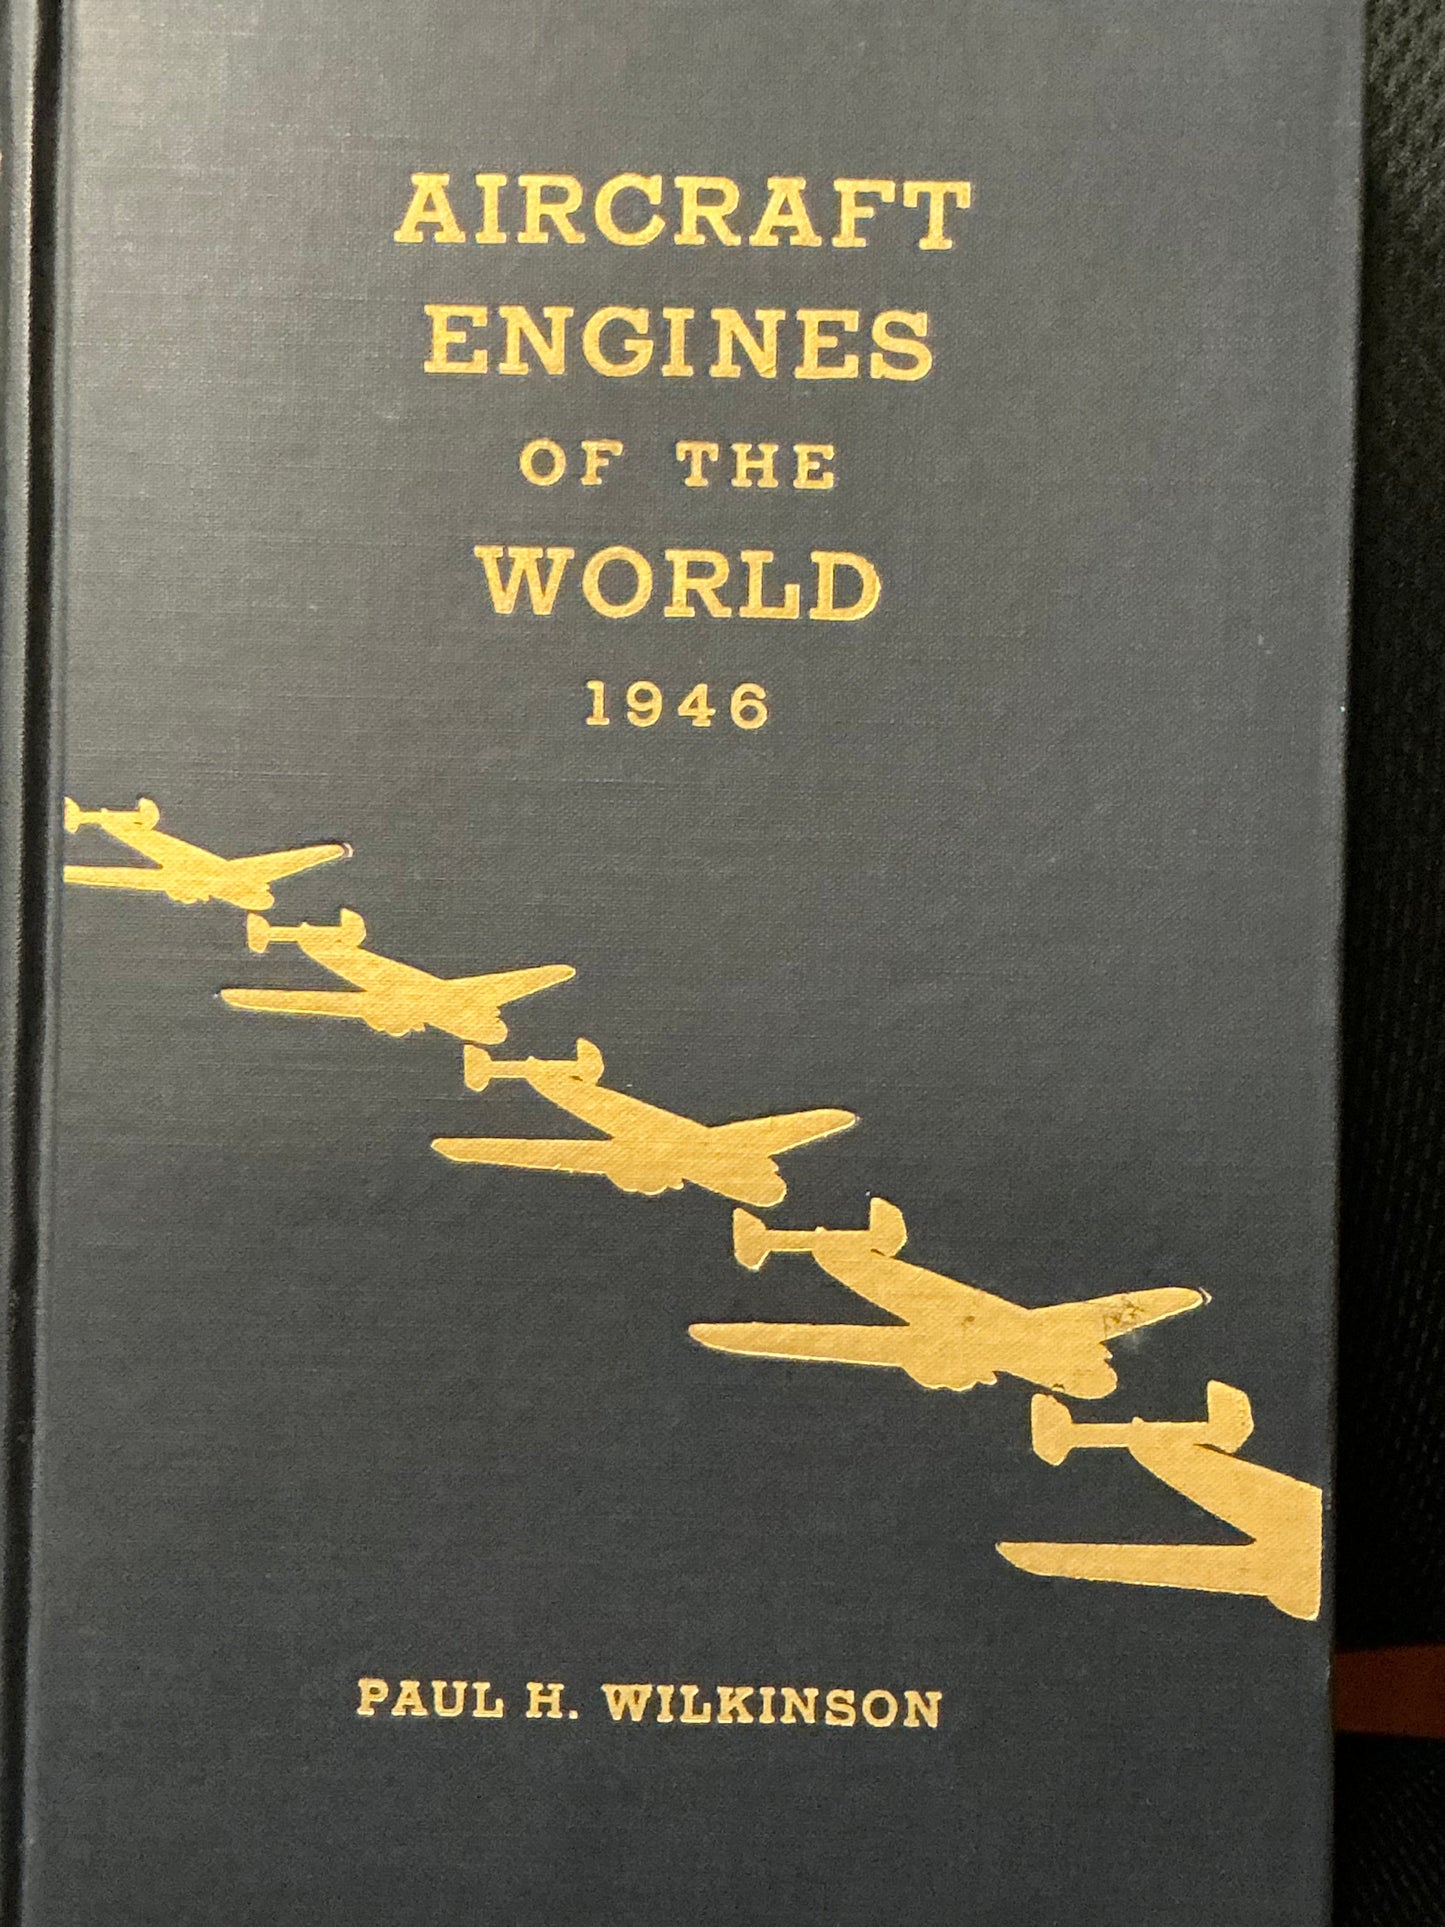 AIRCRAFT
ENGINES
OF THE
WORLD
1946
PAUL H. WILKINSON